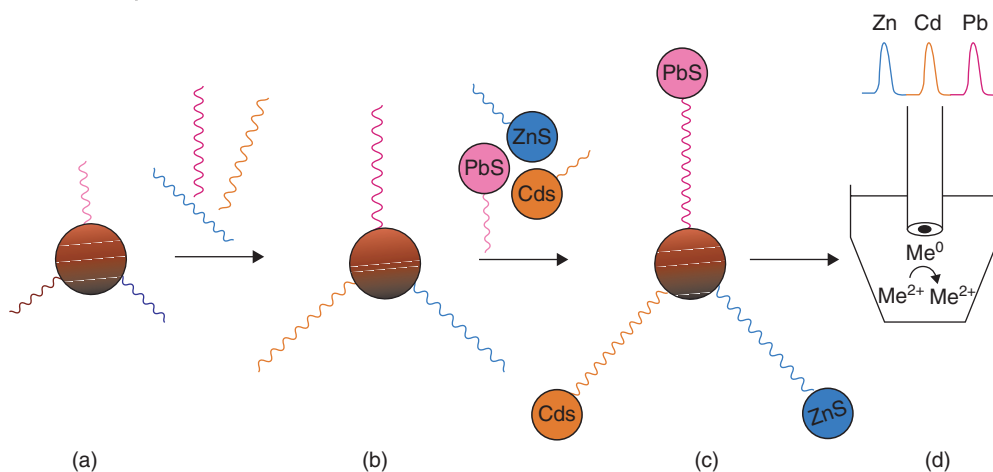 Zn Cd Pb
PbS
ZnS
PbS
Cds
Me⁰
Me²⁺ Me²⁺
Cds
ZnS
(a) (b) (c) (d)